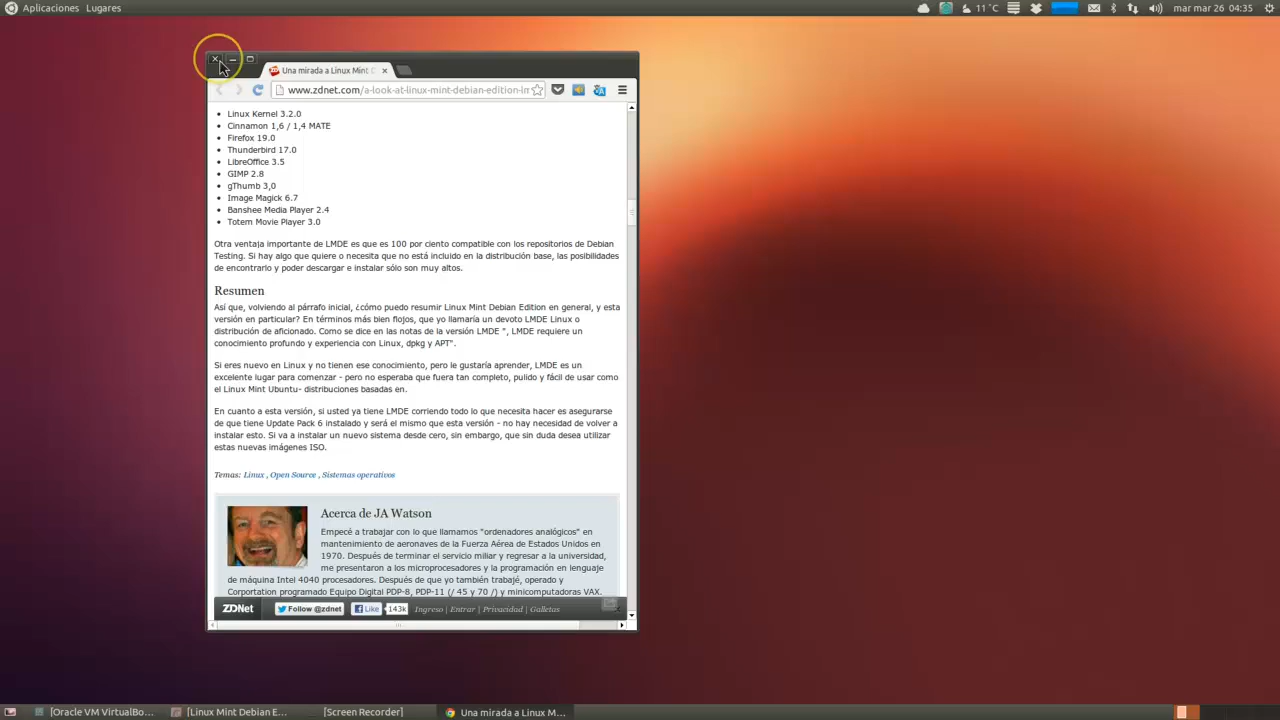 Aplicaciones Lugares
11 °C
mar mar 26 04:35
Una mirada a Linux Mint D
www.zdnet.com/a-look-at-linux-mint-debian-edition-lm
Linux Kernel 3.2.0
Cinnamon 1,6 / 1,4 MATE
Firefox 19.0
Thunderbird 17.0
LibreOffice 3.5
GIMP 2.8
gThumb 3,0
Image Magick 6.7
Banshee Media Player 2.4
Totem Movie Player 3.0
Otra ventaja importante de LMDE es que es 100 por ciento compatible con los repositorios de Debian
Testing. Si hay algo que quiere o necesita que no está incluido en la distribución base, las posibilidades
de encontrarlo y poder descargar e instalar sólo son muy altos.
Resumen
Así que, volviendo al párrafo inicial, ¿cómo puedo resumir Linux Mint Debian Edition en general, y esta
versión en particular? En términos más bien flojos, que yo llamaría un devoto LMDE Linux o
distribución de aficionado. Como se dice en las notas de la versión LMDE ", LMDE requiere un
conocimiento profundo y experiencia con Linux, dpkg y APT".
Si eres nuevo en Linux y no tienen ese conocimiento, pero le gustaría aprender, LMDE es un
excelente lugar para comenzar - pero no esperaba que fuera tan completo, pulido y fácil de usar como
el Linux Mint Ubuntu- distribuciones basadas en.
En cuanto a esta versión, si usted ya tiene LMDE corriendo todo lo que necesita hacer es asegurarse
de que tiene Update Pack 6 instalado y será el mismo que esta versión - no hay necesidad de volver a
instalar esto. Si va a instalar un nuevo sistema desde cero, sin embargo, que sin duda desea utilizar
estas nuevas imágenes ISO.
Temas: Linux , Open Source , Sistemas operativos
Acerca de JA Watson
Empecé a trabajar con lo que llamamos "ordenadores analógicos" en
mantenimiento de aeronaves de la Fuerza Aérea de Estados Unidos en
1970. Después de terminar el servicio miliar y regresar a la universidad,
me presentaron a los microprocesadores y la programación en lenguaje
de máquina Intel 4040 procesadores. Después de que yo también trabajé, operado y
Corportation programado Equipo Digital PDP-8, PDP-11 (/ 45 y 70 /) y minicomputadoras VAX.
ZDNet Follow @zdnet Like 143k Ingreso | Entrar | Privacidad | Galletas
[Oracle VM VirtualBo... [Linux Mint Debian E... [Screen Recorder] Una mirada a Linux M...